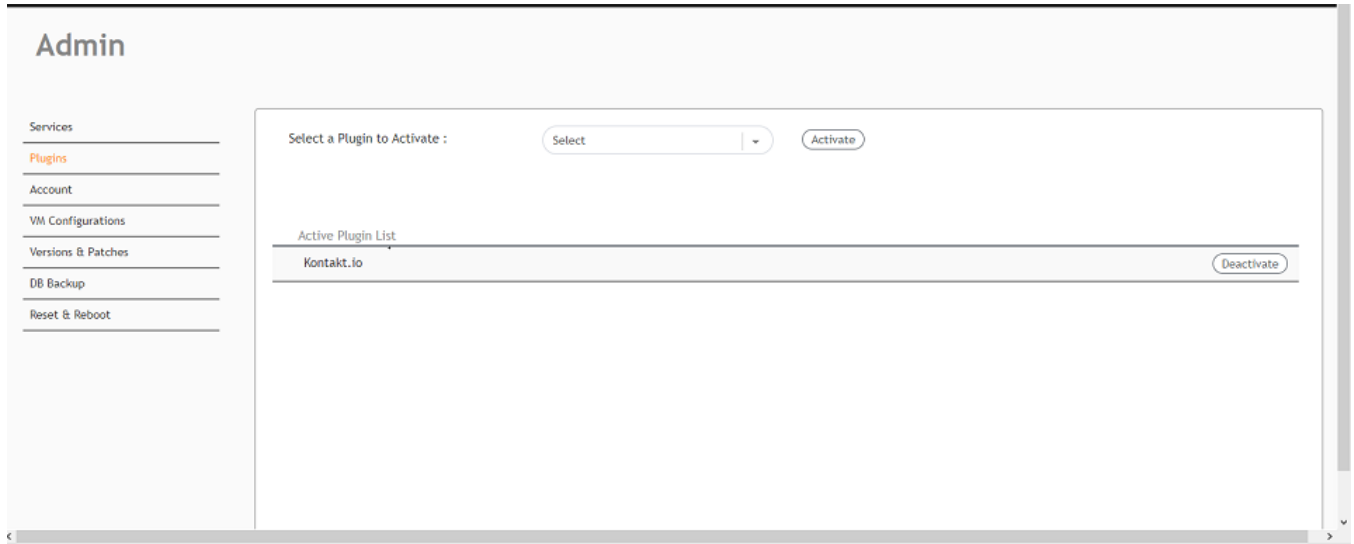 Admin
Services
Plugins
Account
VM Configurations
Versions & Patches
DB Backup
Reset & Reboot
Select a Plugin to Activate : Select Activate
Active Plugin List
Kontakt.io Deactivate